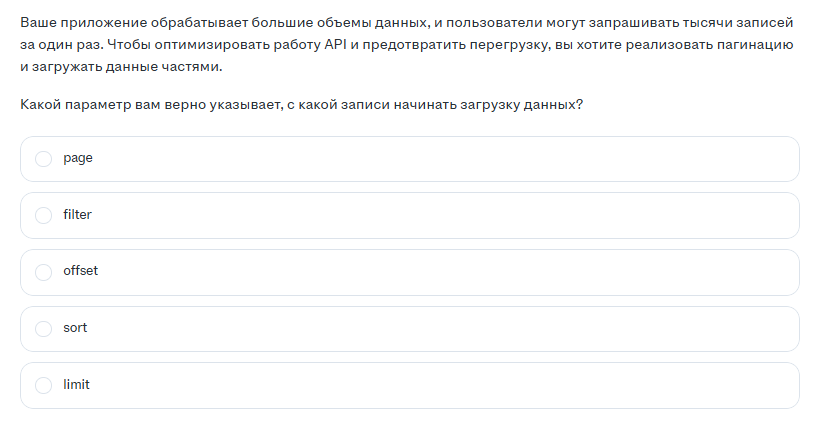 Ваше приложение обрабатывает большие объемы данных, и пользователи могут запрашивать тысячи записей
за один раз. Чтобы оптимизировать работу API и предотвратить перегрузку, вы хотите реализовать пагинацию
и загружать данные частями.
Какой параметр вам верно указывает, с какой записи начинать загрузку данных?
page
filter
offset
sort
limit